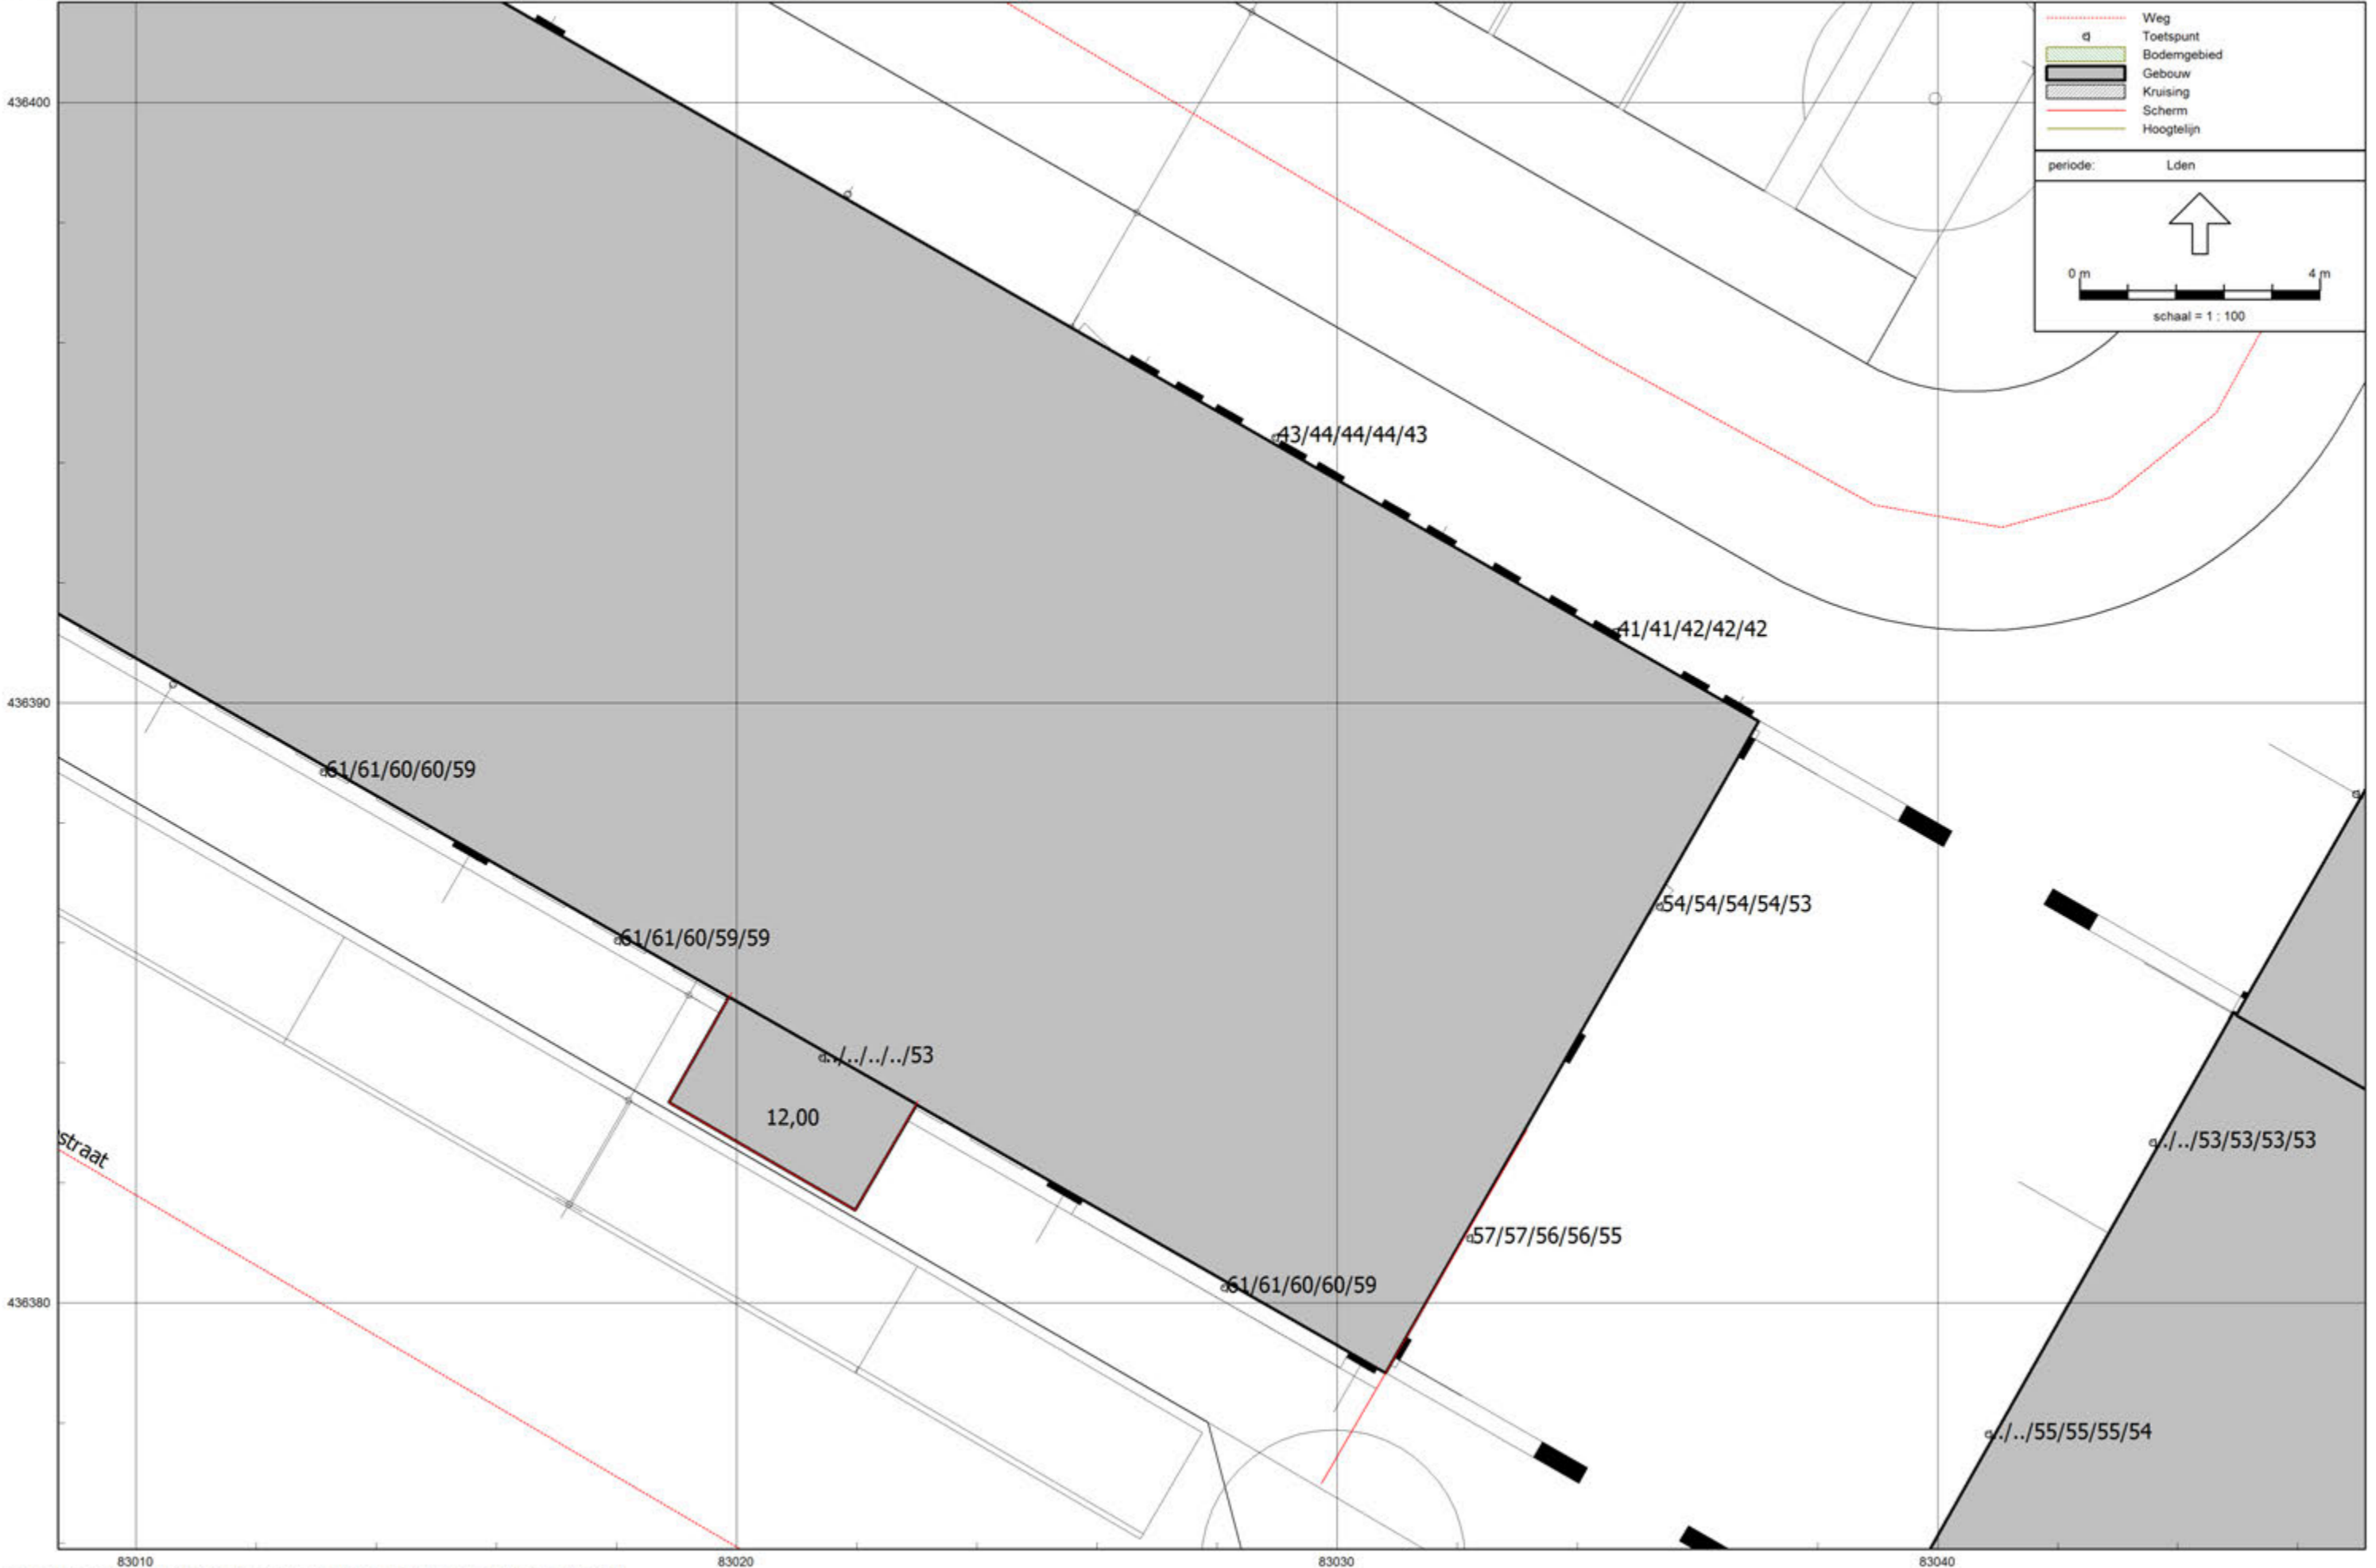 Weg
Toetspunt
Bodemgebied
Gebouw
Kruising
Scherm
Hoogtelijn
periode: Lden
0 m 4 m
schaal = 1 : 100
436400
43/44/44/44/43
41/41/42/42/42
436390
61/61/60/60/59
54/54/54/54/53
61/61/60/59/59
../../../../53
12,00
straat
../../53/53/53/53
57/57/56/56/55
61/61/60/60/59
436380
../../55/55/55/54
83010 83020 83030 83040